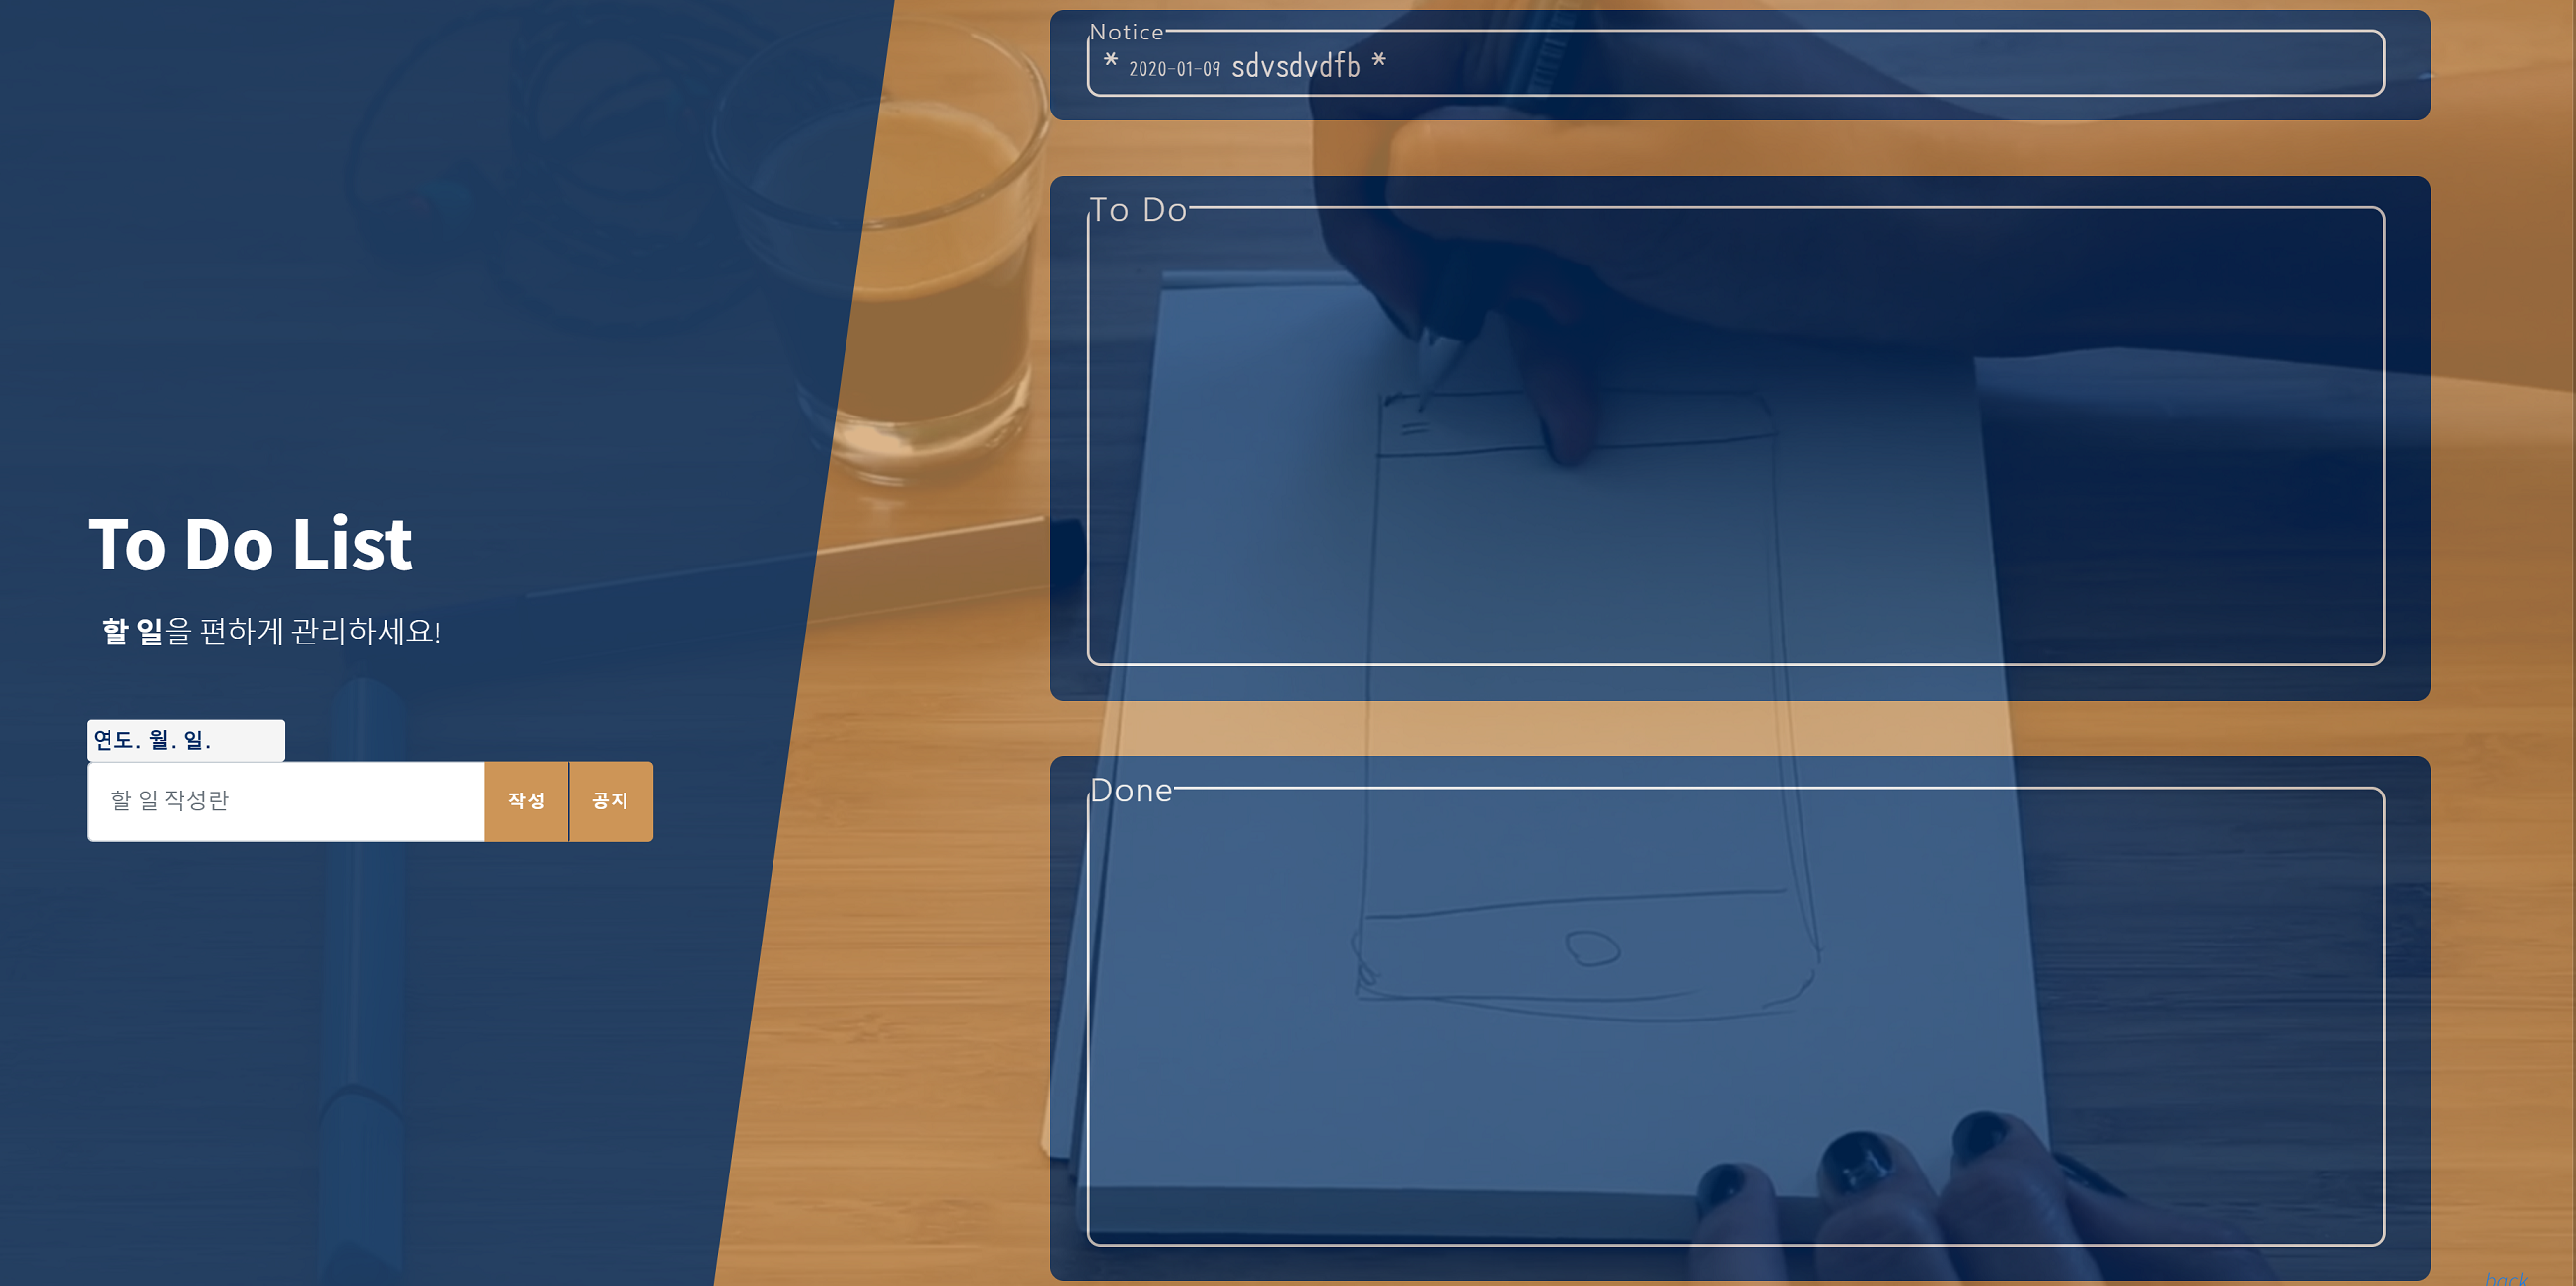 To Do List
할 일을 편하게 관리하세요!
연도. 월. 일.
할 일 작성란
작성
공지
Notice
* 2020-01-09 sdvsdvdfb *
To Do
Done
back